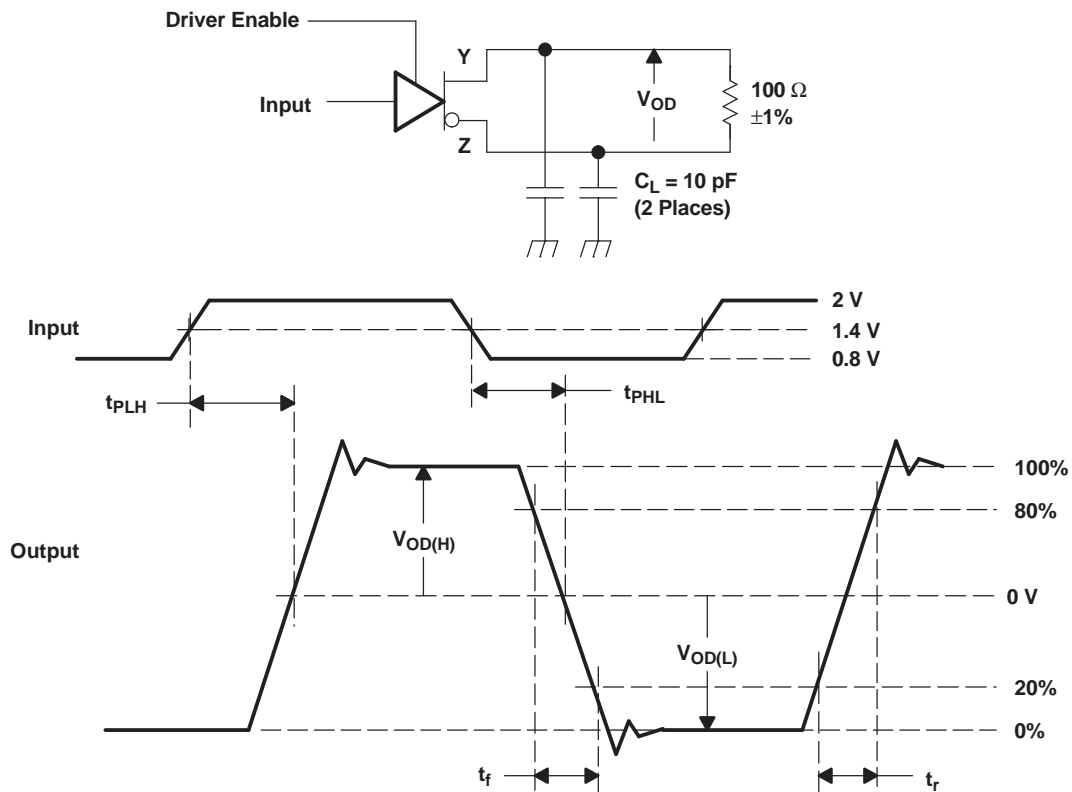 Driver Enable
Input
Y
Z
VOD
100 Ω
±1%
CL = 10 pF
(2 Places)
Input
2 V
1.4 V
0.8 V
tPLH
tPHL
Output
VOD(H)
VOD(L)
100%
80%
0 V
20%
0%
tf
tr